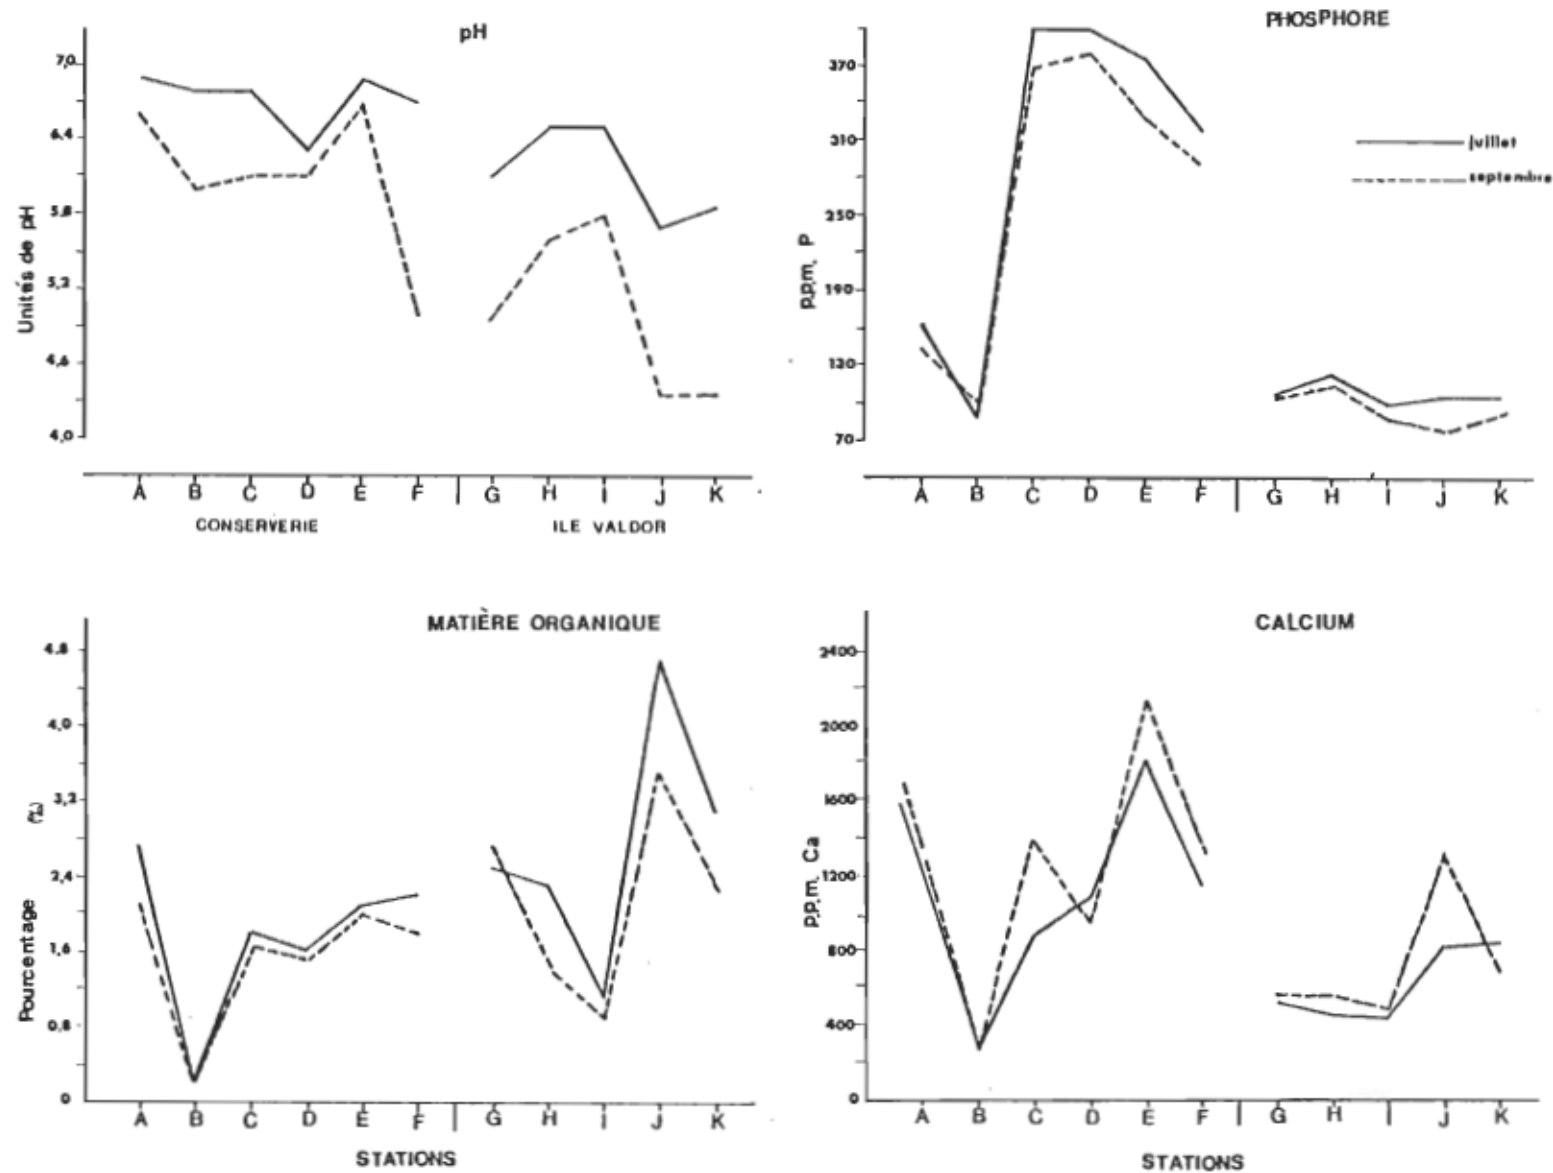 pH
7,0
6,4
5,8
5,2
4,6
4,0
Unités de pH
A B C D E F G H I J K
CONSERVERIE ILE VALDOR
PHOSPHORE
370
310
250
190
130
70
p.p.m. P
juillet
septembre
A B C D E F G H I J K
MATIÈRE ORGANIQUE
4,8
4,0
3,2
2,4
1,6
0,8
0
Pourcentage (%)
A B C D E F G H I J K
STATIONS
CALCIUM
2400
2000
1600
1200
800
400
0
p.p.m. Ca
A B C D E F G H I J K
STATIONS